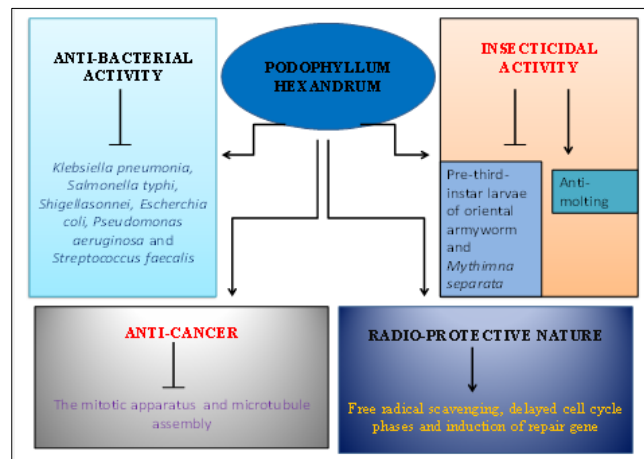 ANTI-BACTERIAL
ACTIVITY
Klebsiella pneumonia,
Salmonella typhi,
Shigellasonnei, Escherchia
coli, Pseudomonas
aeruginosa and
Streptococcus faecalis
PODOPHYLLUM
HEXANDRUM
INSECTICIDAL
ACTIVITY
Pre-third-
instar larvae
of oriental
armyworm
and
Mythimna
separata
Anti-
molting
ANTI-CANCER
The mitotic apparatus and microtubule
assembly
RADIO-PROTECTIVE NATURE
Free radical scavenging, delayed cell cycle
phases and induction of repair gene